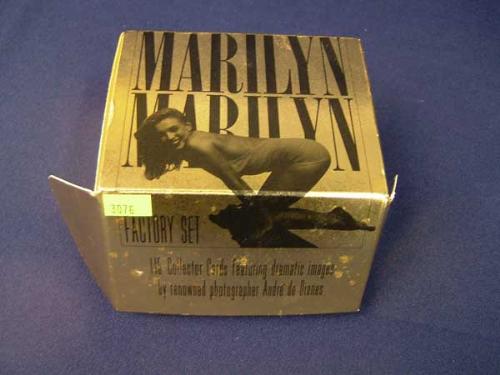 MARILYN
MARILYN
3076
FACTORY SET
Collector Cards featuring dramatic images
by renowned photographer André de Dienes